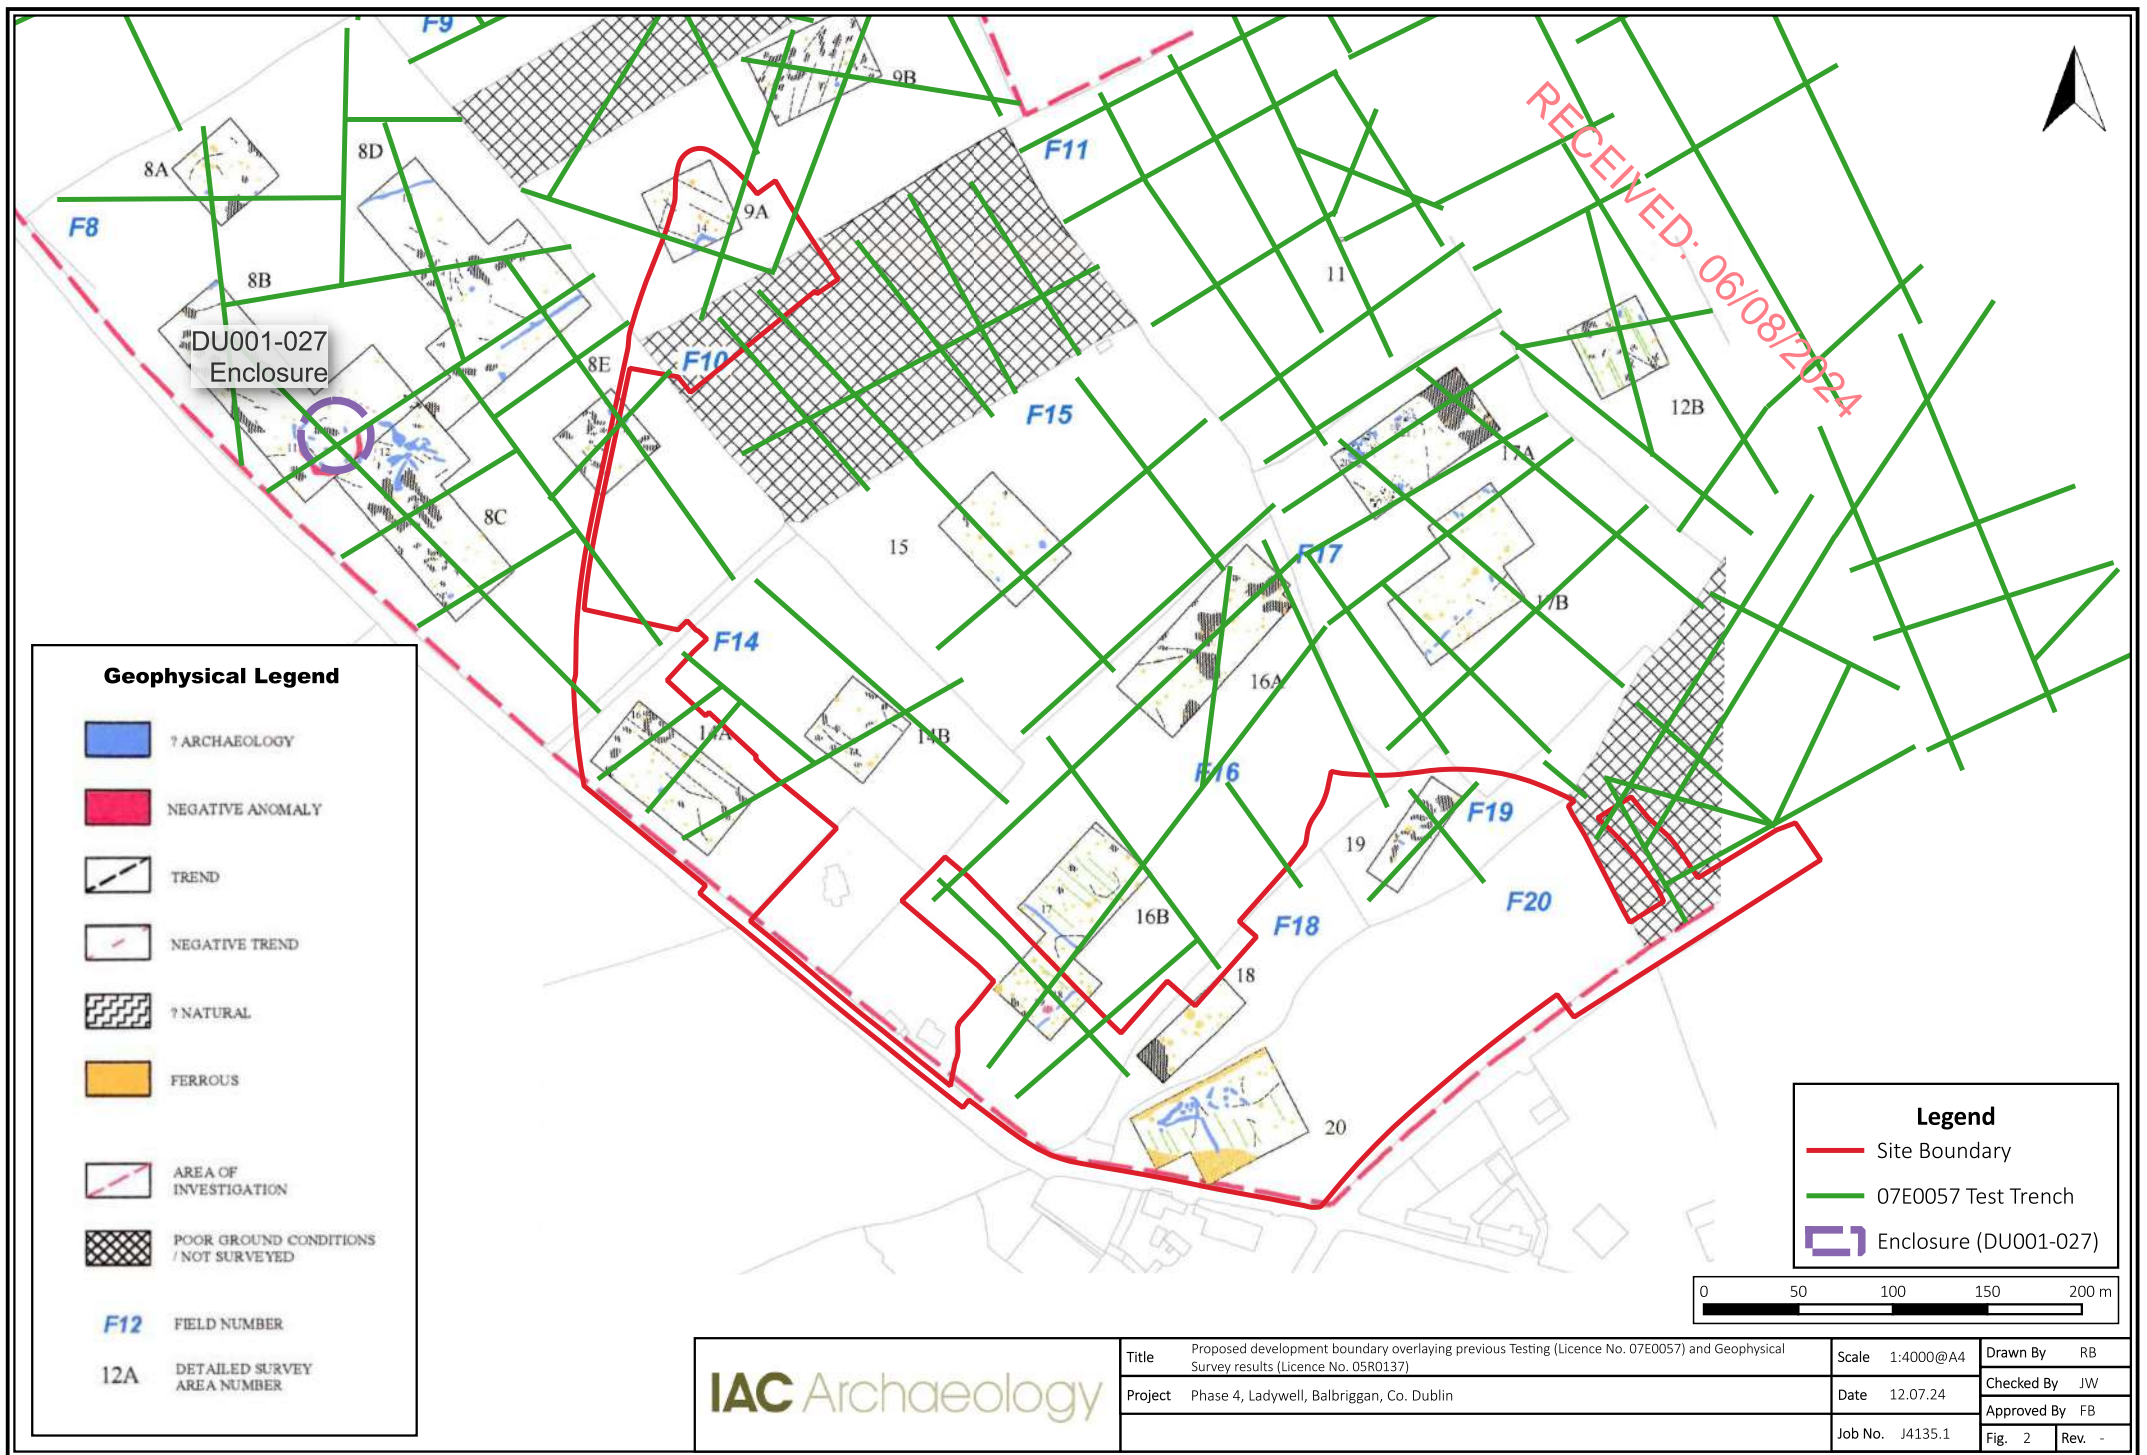 F9
9B
RECEIVED: 06/08/2024
8A
8D
F11
F8
9A
14
11
8B
DU001-027
Enclosure
8E
F10
F15
12B
11
12
17A
8C
15
F17
17B
F14
16A
16
14A
14B
F16
F19
19
17
16B
F20
F18
18
20
Geophysical Legend
? ARCHAEOLOGY
NEGATIVE ANOMALY
TREND
NEGATIVE TREND
? NATURAL
FERROUS
AREA OF
INVESTIGATION
POOR GROUND CONDITIONS
/ NOT SURVEYED
F12 FIELD NUMBER
12A DETAILED SURVEY
AREA NUMBER
Legend
Site Boundary
07E0057 Test Trench
Enclosure (DU001-027)
0 50 100 150 200 m
IAC Archaeology
Title Proposed development boundary overlaying previous Testing (Licence No. 07E0057) and Geophysical
Survey results (Licence No. 05R0137)
Project Phase 4, Ladywell, Balbriggan, Co. Dublin
Scale 1:4000@A4
Date 12.07.24
Job No. J4135.1
Drawn By RB
Checked By JW
Approved By FB
Fig. 2 Rev. -